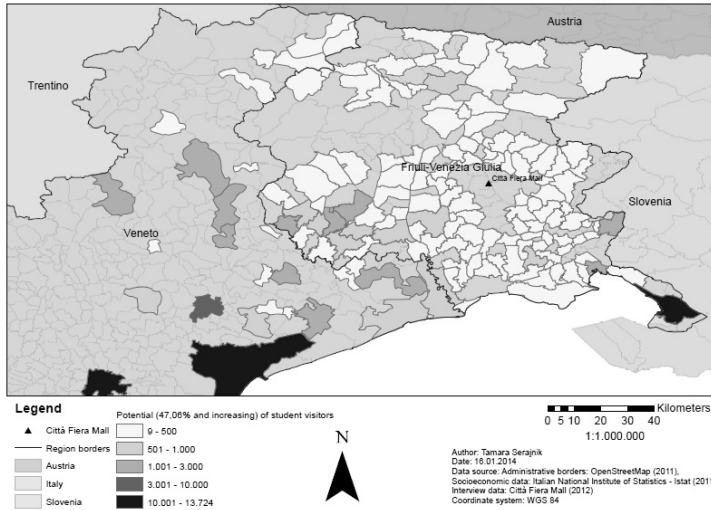 Austria
Trentino
Friuli-Venezia Giulia
Città Fiera Mall
Slovenia
Veneto
Legend
Città Fiera Mall
Region borders
Austria
Italy
Slovenia
Potential (47,06% and increasing) of student visitors
9 - 500
501 - 1.000
1.001 - 3.000
3.001 - 10.000
10.001 - 13.724
N
0 5 10 20 30 40 Kilometers
1:1.000.000
Author: Tamara Serajnik
Date: 16.01.2014
Data source: Administrative borders: OpenStreetMap (2011),
Socioeconomic data: Italian National Institute of Statistics - Istat (2011
Interview data: Città Fiera Mall (2012)
Coordinate system: WGS 84